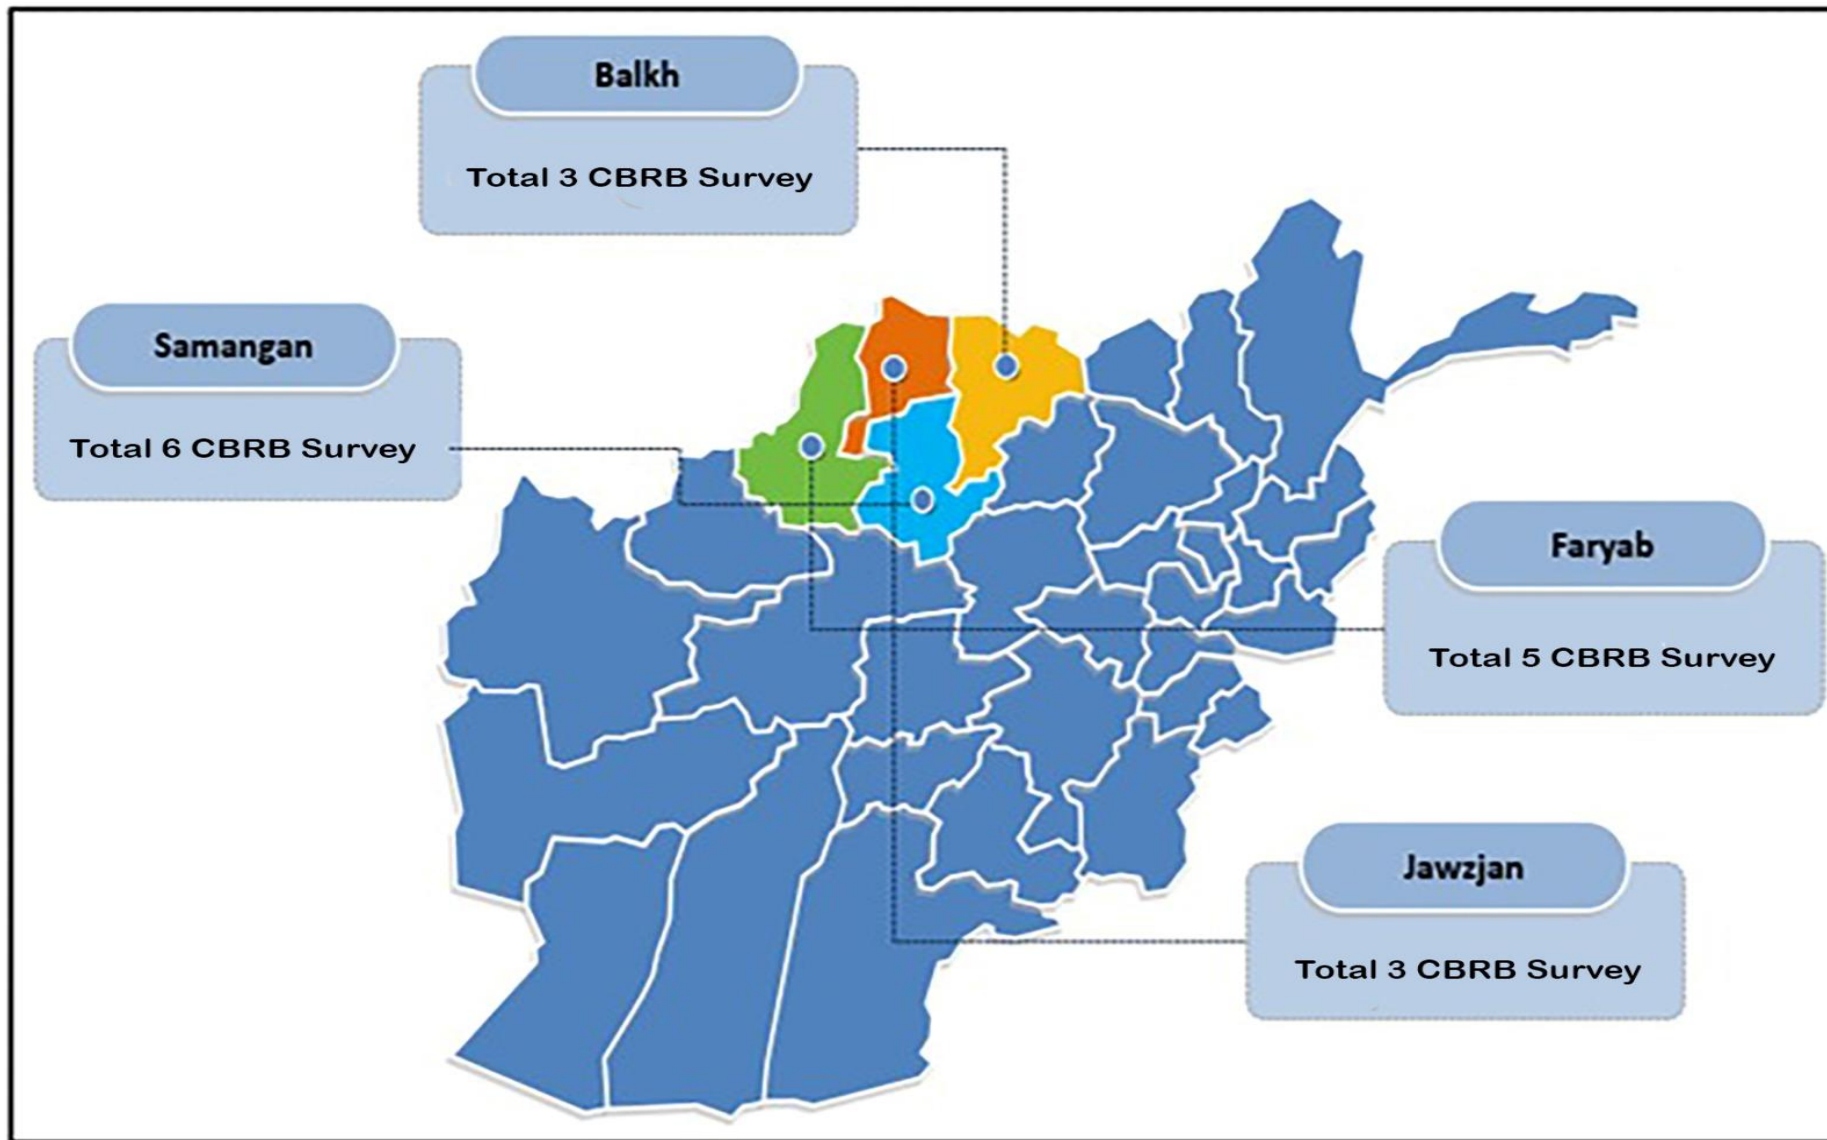 Balkh
Total 3 CBRB Survey
Samangan
Total 6 CBRB Survey
Faryab
Total 5 CBRB Survey
Jawzjan
Total 3 CBRB Survey